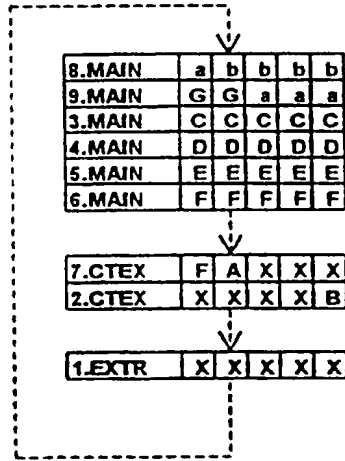 8.MAIN a b b b b
9.MAIN G G a a a
3.MAIN C C C C C
4.MAIN D D D D D
5.MAIN E E E E E
6.MAIN F F F F F
7.CTEX F A X X X
2.CTEX X X X X B
1.EXTR X X X X X